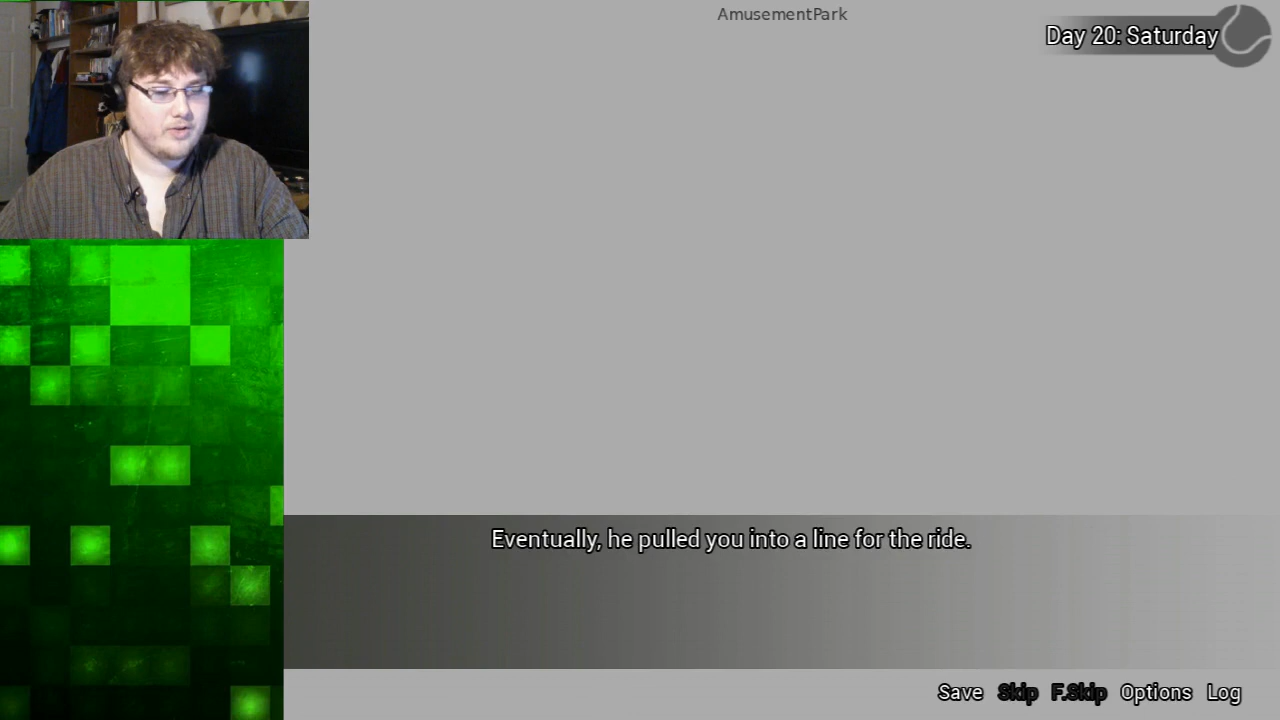 AmusementPark
Day 20: Saturday
Eventually, he pulled you into a line for the ride.
Save Skip F.Skip Options Log